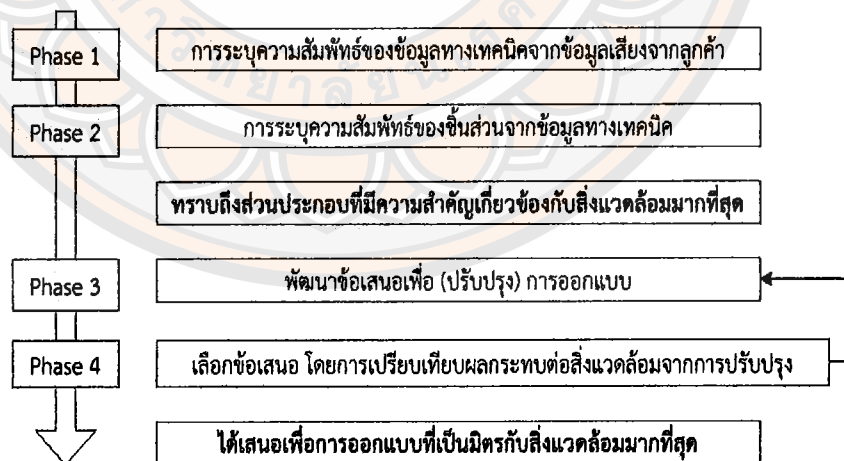 Phase 1
การระบุความสัมพันธ์ของข้อมูลทางเทคนิคจากข้อมูลเสียงจากลูกค้า
Phase 2
การระบุความสัมพันธ์ของชิ้นส่วนจากข้อมูลทางเทคนิค
ทราบถึงส่วนประกอบที่มีความสำคัญเกี่ยวข้องกับสิ่งแวดล้อมมากที่สุด
Phase 3
พัฒนาข้อเสนอเพื่อ (ปรับปรุง) การออกแบบ
Phase 4
เลือกข้อเสนอ โดยการเปรียบเทียบผลกระทบต่อสิ่งแวดล้อมจากการปรับปรุง
ได้เสนอเพื่อการออกแบบที่เป็นมิตรกับสิ่งแวดล้อมมากที่สุด